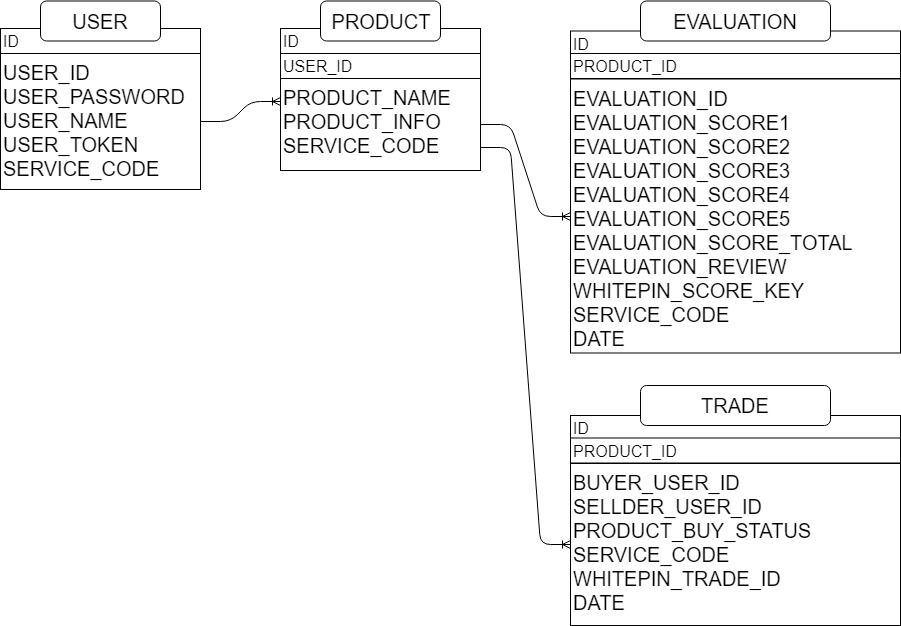 USER
ID
USER_ID
USER_PASSWORD
USER_NAME
USER_TOKEN
SERVICE_CODE
PRODUCT
ID
USER_ID
PRODUCT_NAME
PRODUCT_INFO
SERVICE_CODE
EVALUATION
ID
PRODUCT_ID
EVALUATION_ID
EVALUATION_SCORE1
EVALUATION_SCORE2
EVALUATION_SCORE3
EVALUATION_SCORE4
EVALUATION_SCORE5
EVALUATION_SCORE_TOTAL
EVALUATION_REVIEW
WHITEPIN_SCORE_KEY
SERVICE_CODE
DATE
TRADE
ID
PRODUCT_ID
BUYER_USER_ID
SELLDER_USER_ID
PRODUCT_BUY_STATUS
SERVICE_CODE
WHITEPIN_TRADE_ID
DATE